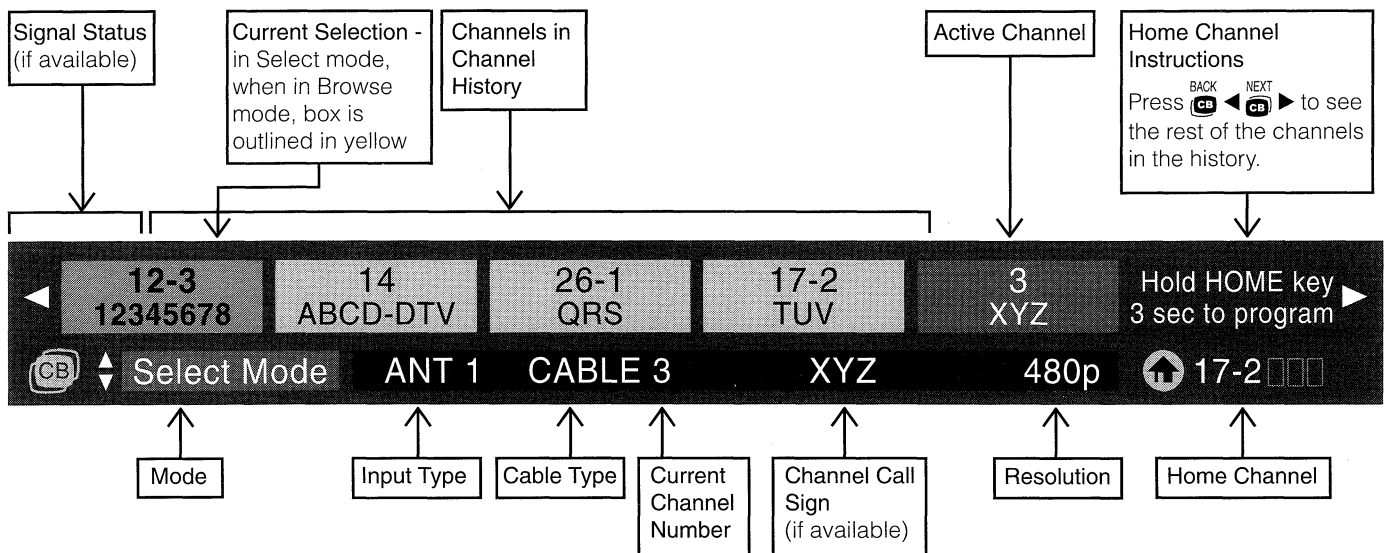 Signal Status
(if available)
Current Selection -
in Select mode,
when in Browse
mode, box is
outlined in yellow
Channels in
Channel
History
Active Channel
Home Channel
Instructions
BACK NEXT
Press CB ◀ CB ▶ to see
the rest of the channels
in the history.
12-3
12345678
14
ABCD-DTV
26-1
QRS
17-2
TUV
3
XYZ
Hold HOME key
3 sec to program
CB Select Mode ANT 1 CABLE 3 XYZ 480p 17-2
Mode
Input Type
Cable Type
Current
Channel
Number
Channel Call
Sign
(if available)
Resolution
Home Channel